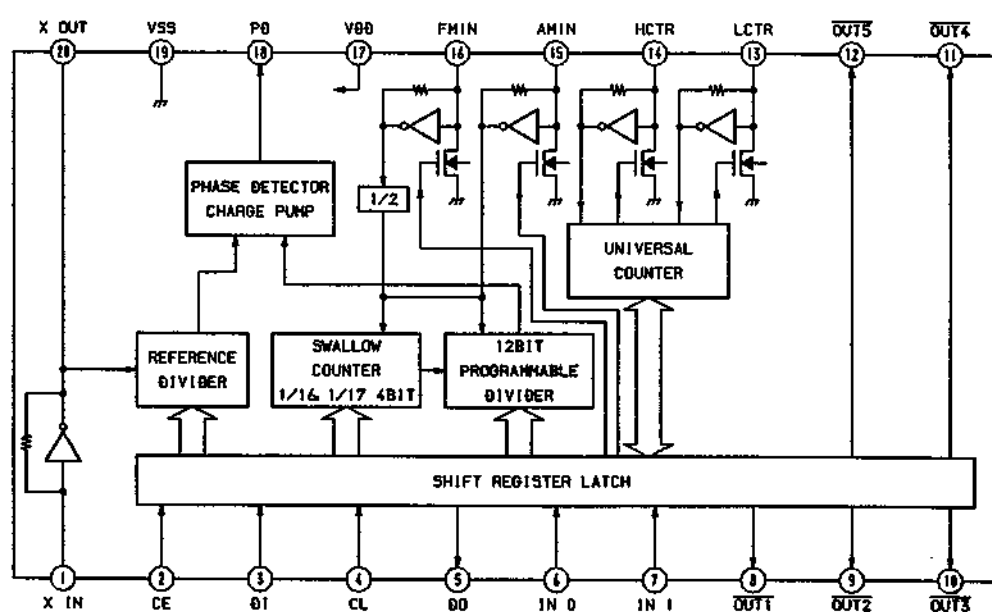 X OUT VSS PD VDD FMIN AMIN HCTR LCTR OUT5 OUT4
20 19 18 17 16 15 14 13 12 11
PHASE DETECTOR
CHARGE PUMP
1/2
UNIVERSAL
COUNTER
REFERENCE
DIVIDER
SWALLOW
COUNTER
1/16, 1/17 4BIT
12BIT
PROGRAMMABLE
DIVIDER
SHIFT REGISTER LATCH
1 2 3 4 5 6 7 8 9 10
X IN CE DI CL DO IN 0 IN 1 OUT1 OUT2 OUT3